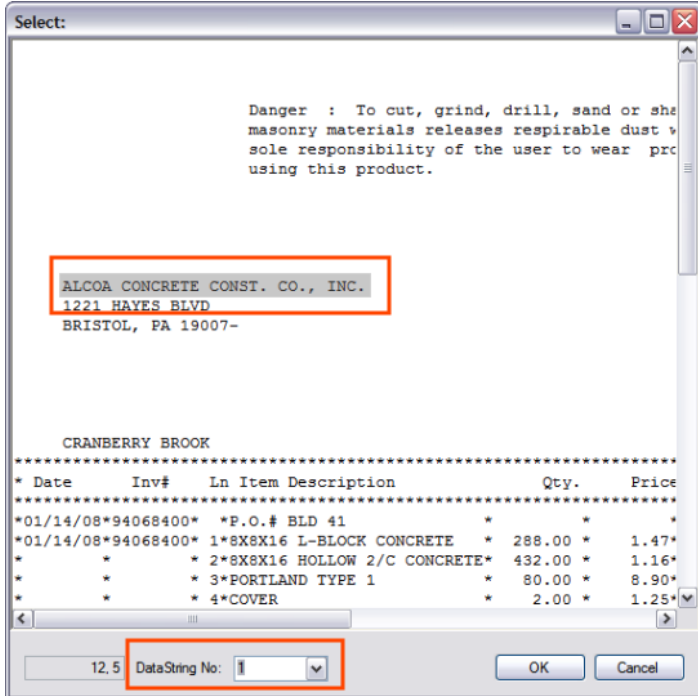 Select:
Danger  :  To cut, grind, drill, sand or sha
masonry materials releases respirable dust w
sole responsibility of the user to wear  pro
using this product.
ALCOA CONCRETE CONST. CO., INC.
1221 HAYES BLVD
BRISTOL, PA 19007-
CRANBERRY BROOK
* Date      Inv#    Ln Item Description              Qty.     Price
*01/14/08*94068400*  *P.O.# BLD 41              *          *       *
*01/14/08*94068400* 1*8X8X16 L-BLOCK CONCRETE   *  288.00 *   1.47*
*        *        * 2*8X8X16 HOLLOW 2/C CONCRETE*  432.00 *   1.16*
*        *        * 3*PORTLAND TYPE 1           *   80.00 *   8.90*
*        *        * 4*COVER                     *    2.00 *   1.25*
12, 5 DataString No: 1 OK Cancel